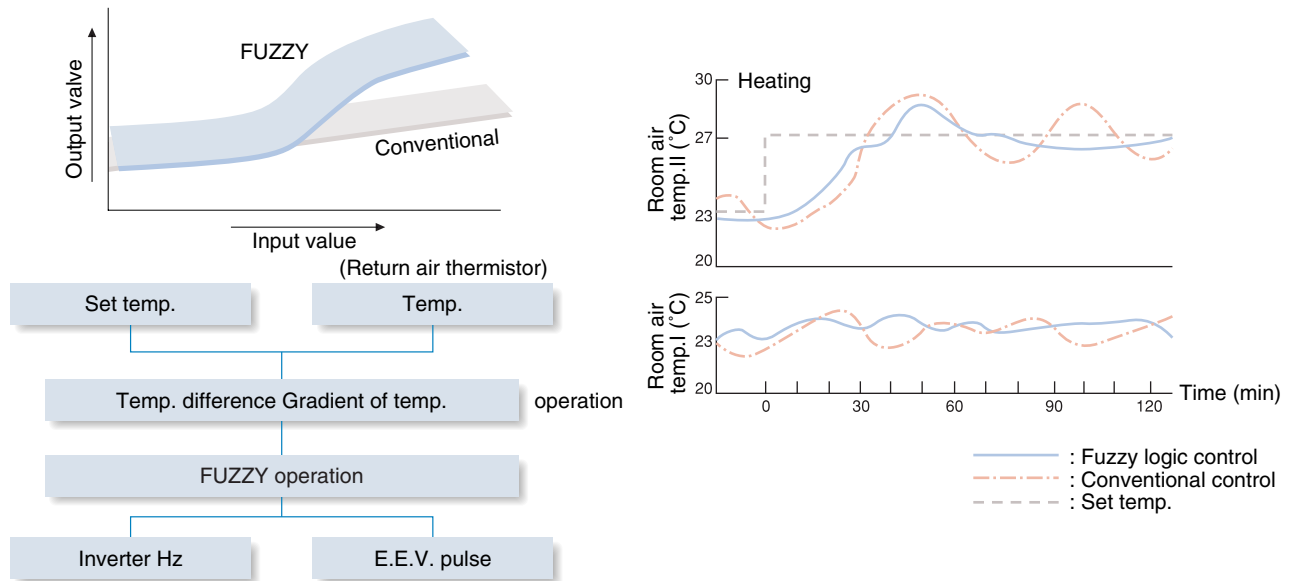 FUZZY
Output valve
Conventional
Input value
(Return air thermistor)
Set temp.
Temp.
Temp. difference Gradient of temp.
operation
FUZZY operation
Inverter Hz
E.E.V. pulse
Heating
Room air
temp.II (˚C)
30
27
23
20
Room air
temp.I (˚C)
25
23
20
0
30
60
90
120
Time (min)
: Fuzzy logic control
: Conventional control
: Set temp.